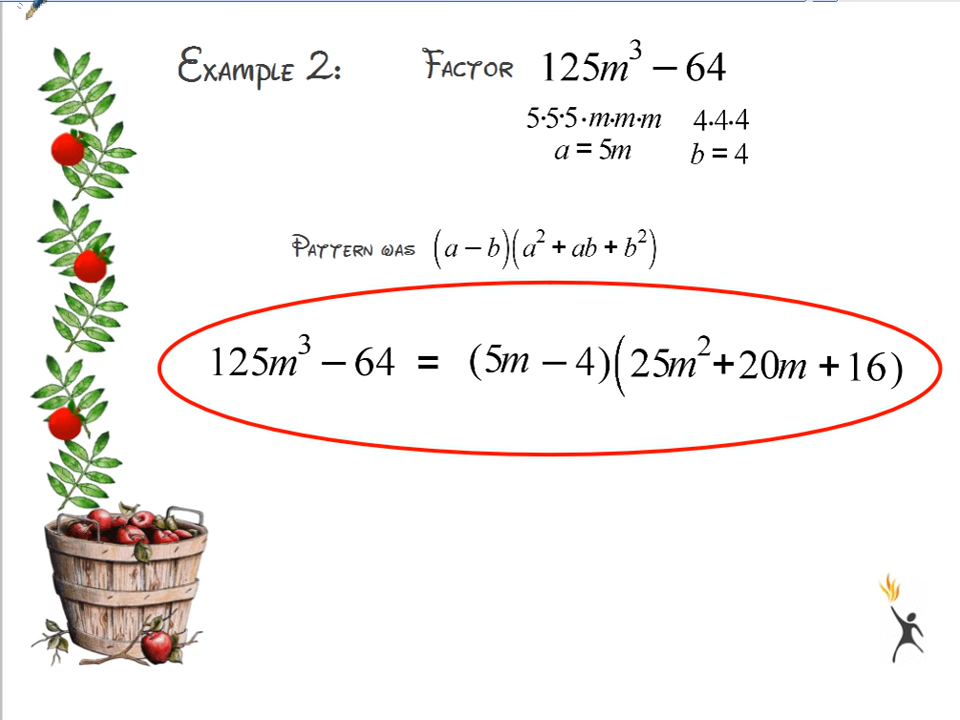 Example 2: Factor 125m³ − 64
5·5·5·m·m·m 4·4·4
a = 5m b = 4
Pattern was (a − b)(a² + ab + b²)
125m³ − 64 = (5m − 4)(25m² + 20m + 16)